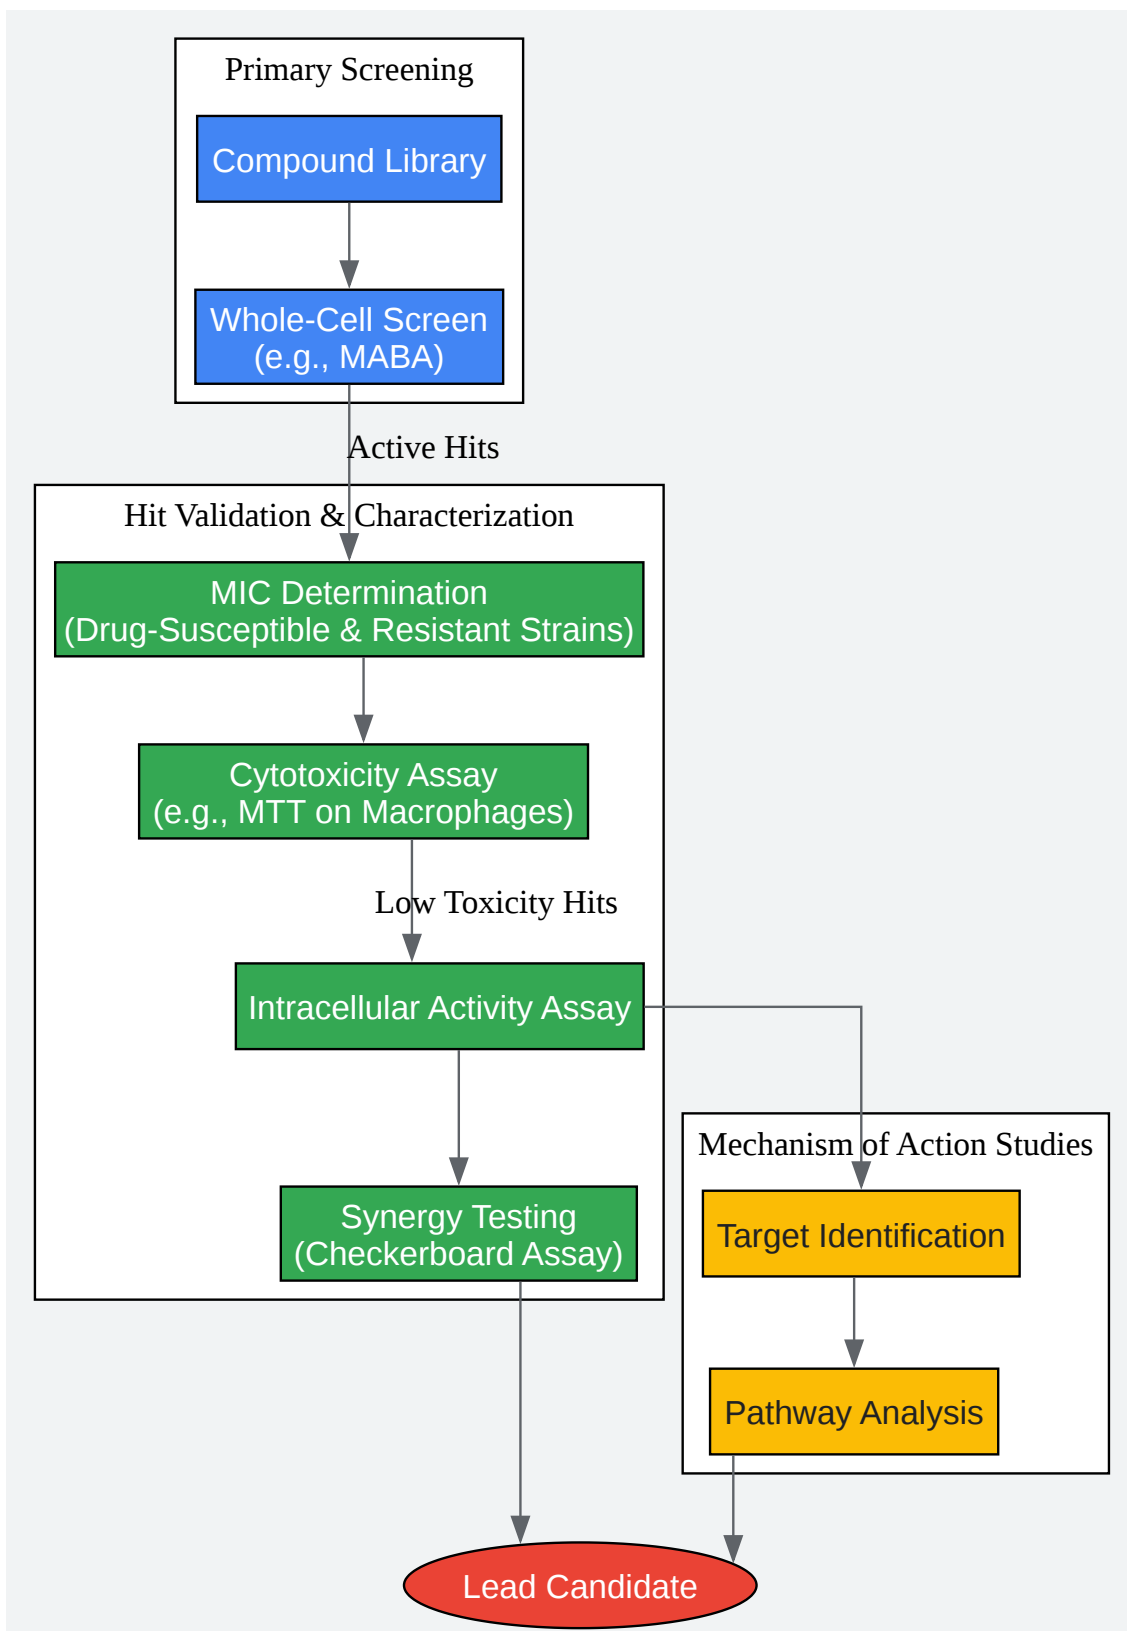 Primary Screening
Compound Library
Whole-Cell Screen
(e.g., MABA)
Active Hits
Hit Validation & Characterization
MIC Determination
(Drug-Susceptible & Resistant Strains)
Cytotoxicity Assay
(e.g., MTT on Macrophages)
Low Toxicity Hits
Intracellular Activity Assay
Synergy Testing
(Checkerboard Assay)
Mechanism of Action Studies
Target Identification
Pathway Analysis
Lead Candidate